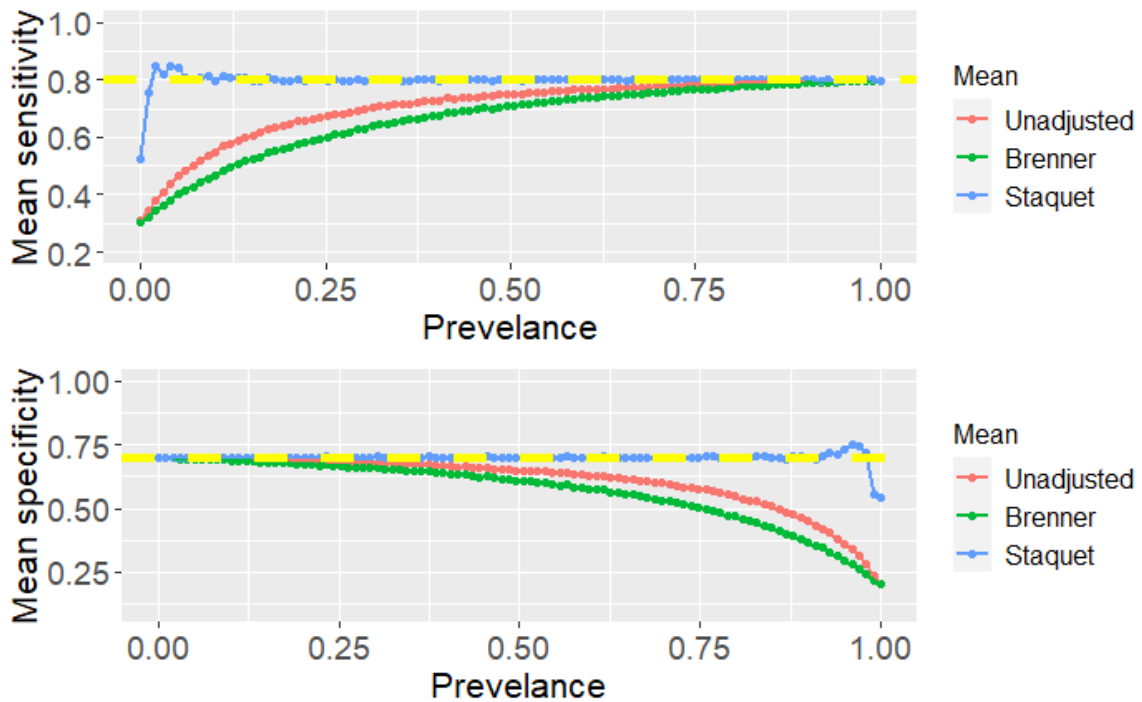 Mean sensitivity
1.0
0.8
0.6
0.4
0.2
0.00 0.25 0.50 0.75 1.00
Prevelance
Mean
Unadjusted
Brenner
Staquet
Mean specificity
1.00
0.75
0.50
0.25
0.00 0.25 0.50 0.75 1.00
Prevelance
Mean
Unadjusted
Brenner
Staquet